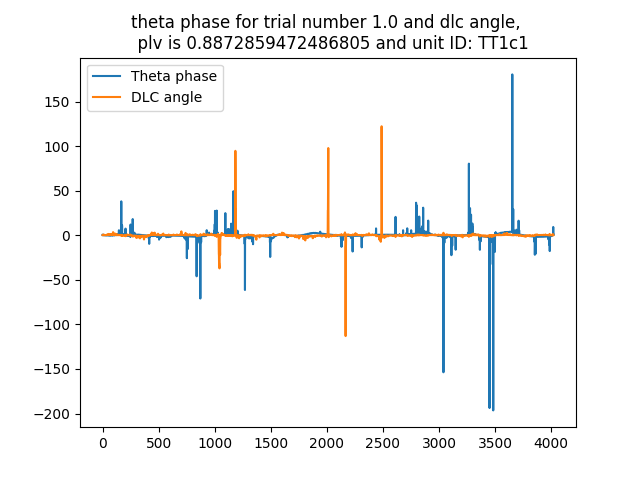 theta phase for trial number 1.0 and dlc angle,
plv is 0.8872859472486805 and unit ID: TT1c1
Theta phase
DLC angle
150
100
50
0
−50
−100
−150
−200
0 500 1000 1500 2000 2500 3000 3500 4000